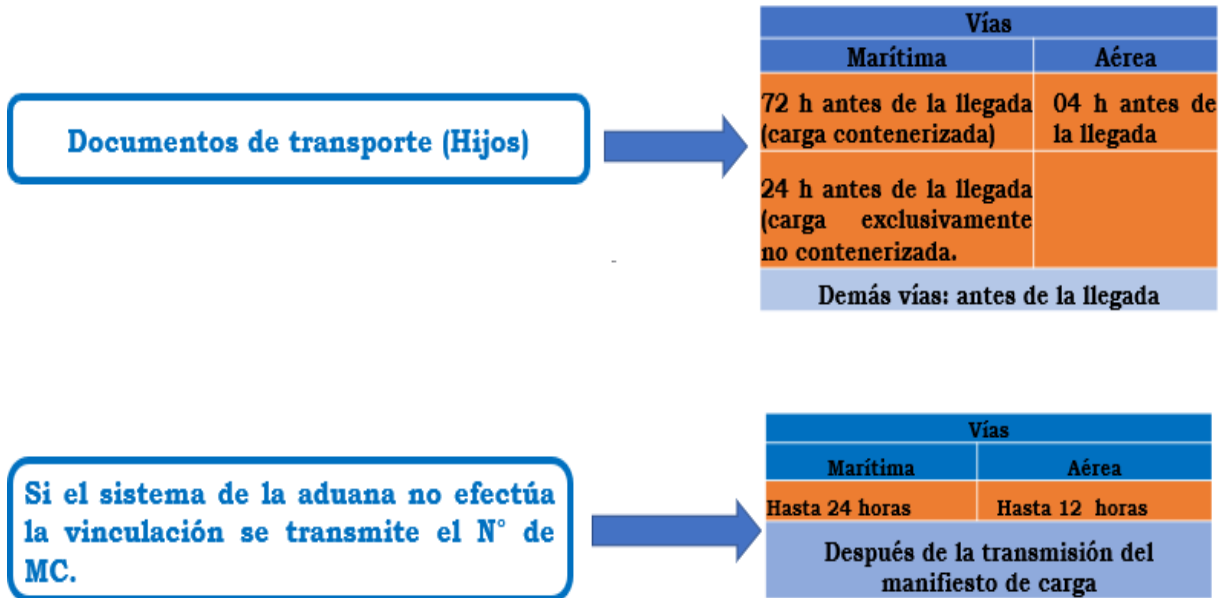 Documentos de transporte (Hijos)
Vías
Marítima Aérea
72 h antes de la llegada 04 h antes de
(carga contenerizada) la llegada
24 h antes de la llegada
(carga exclusivamente
no contenerizada.
Demás vías: antes de la llegada
Si el sistema de la aduana no efectúa
la vinculación se transmite el N° de
MC.
Vías
Marítima Aérea
Hasta 24 horas Hasta 12 horas
Después de la transmisión del
manifiesto de carga